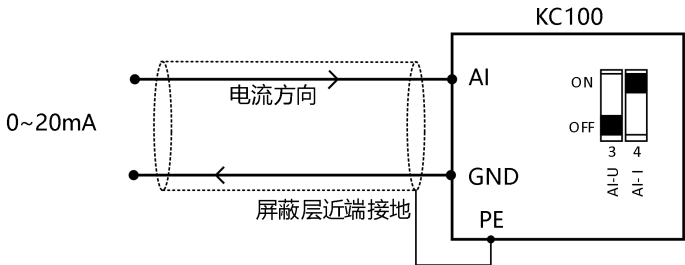 KC100
AI
ON
电流方向
0~20mA
OFF
3 4
AI-U
AI-I
GND
屏蔽层近端接地
PE